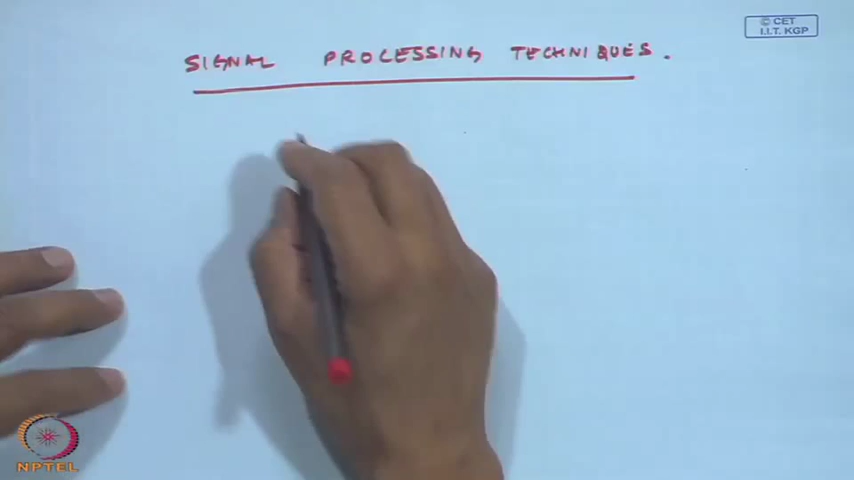 SIGNAL PROCESSING TECHNIQUES.
© CET
I.I.T. KGP
NPTEL